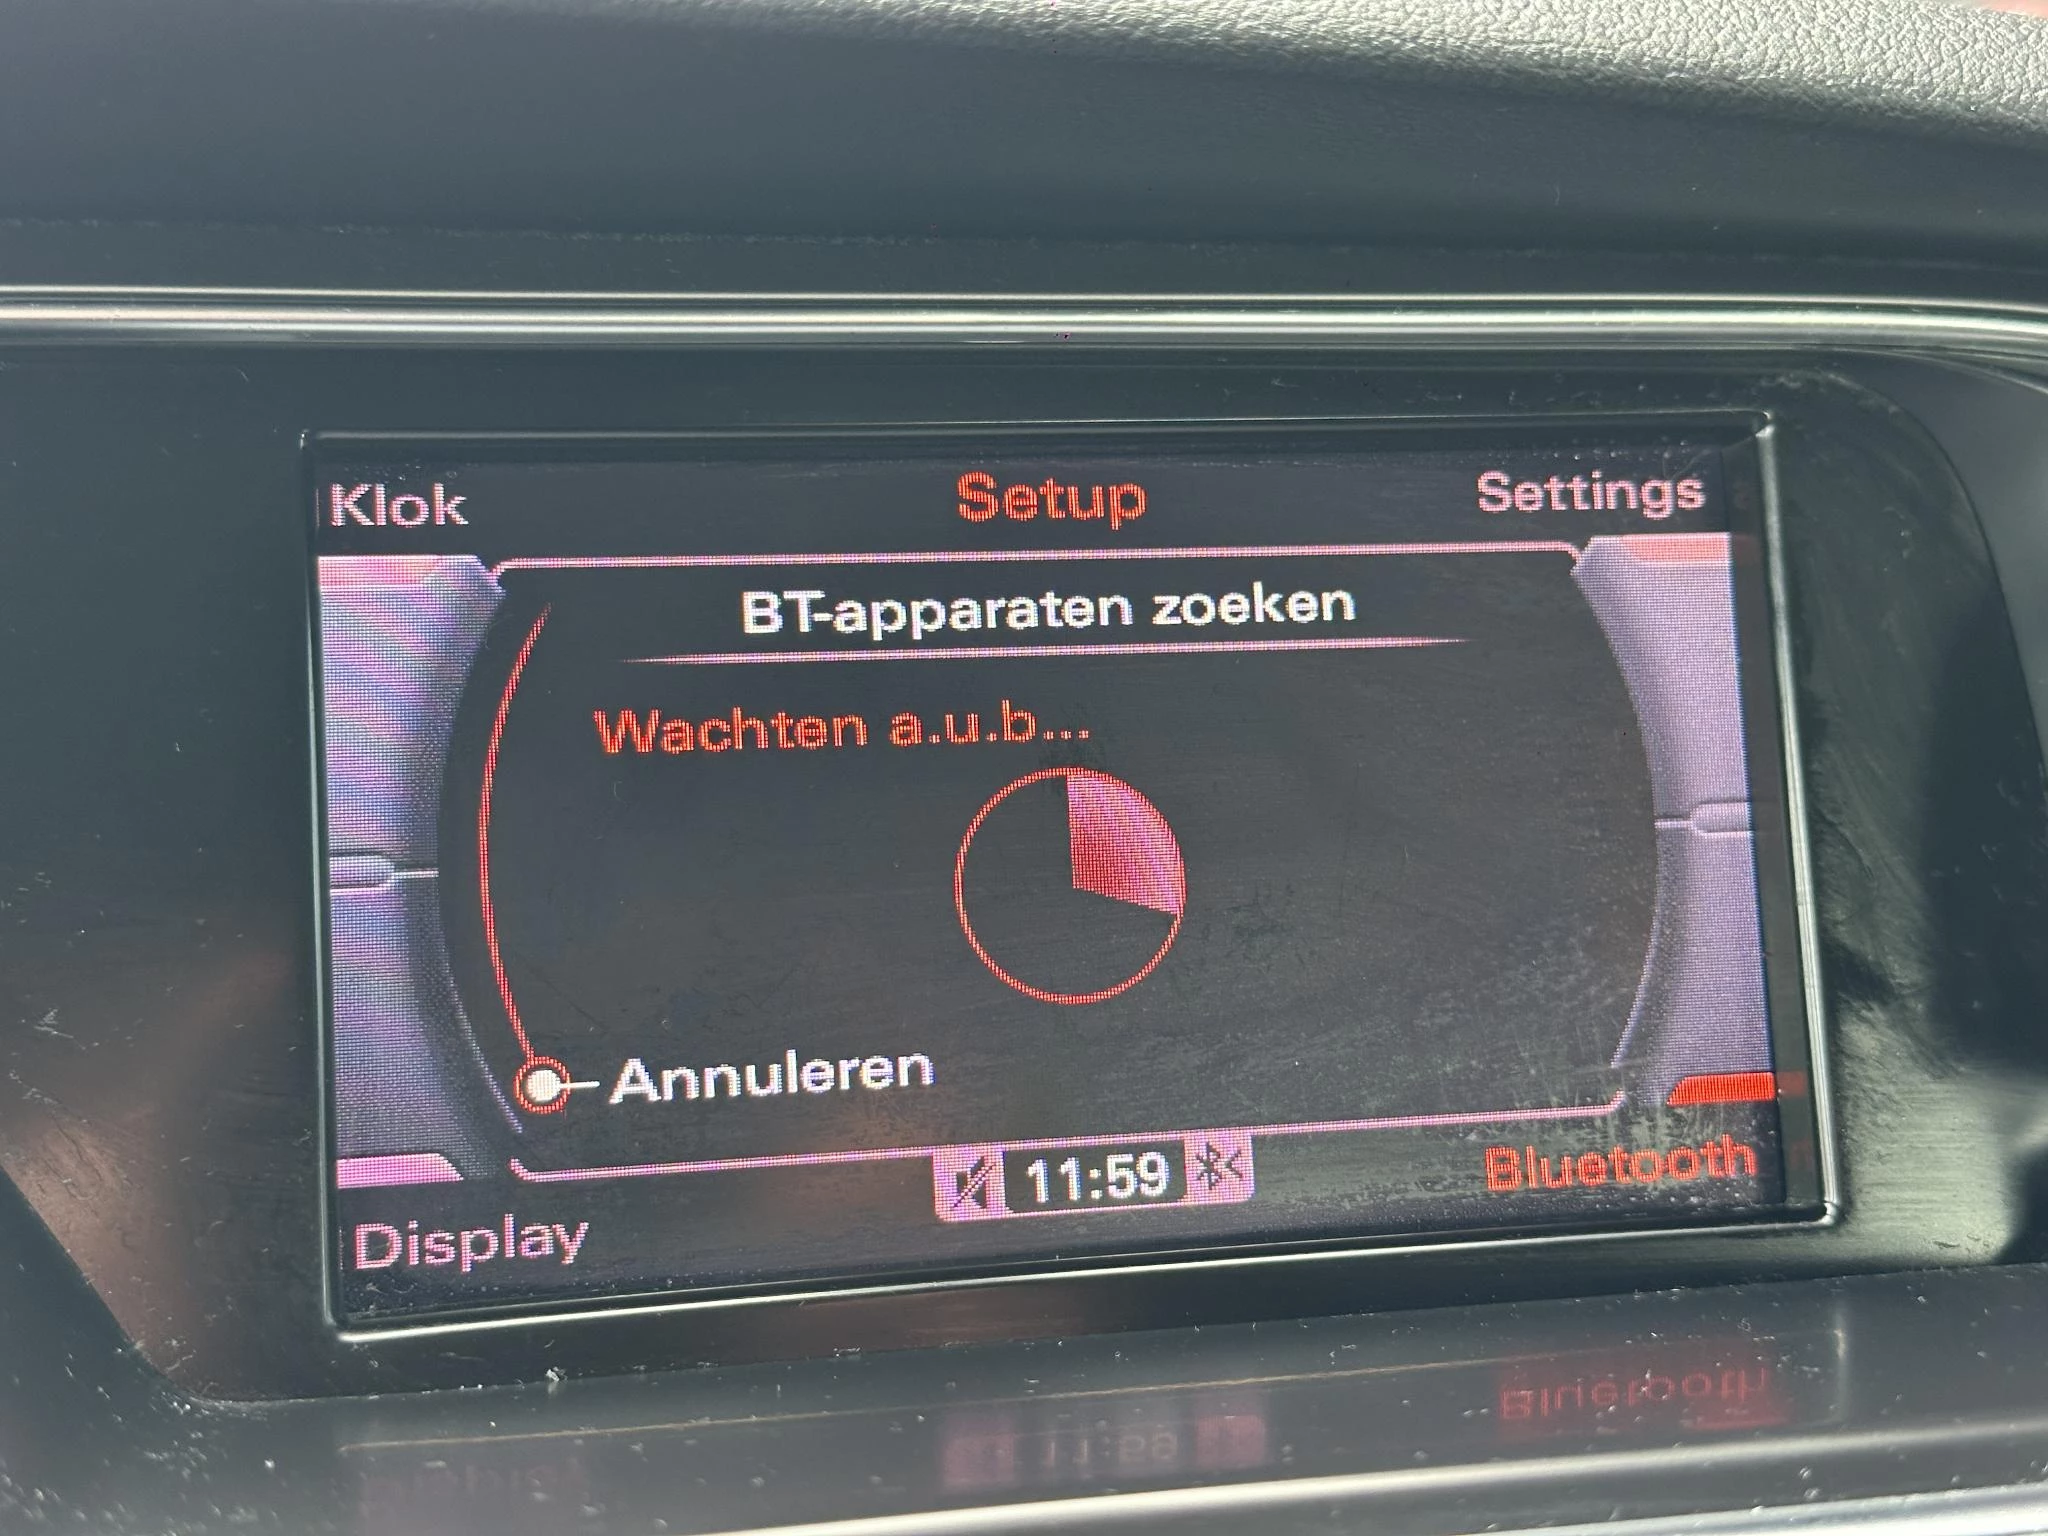 Klok
Setup
Settings
BT-apparaten zoeken
Wachten a.u.b...
Annuleren
11:59
Bluetooth
Display